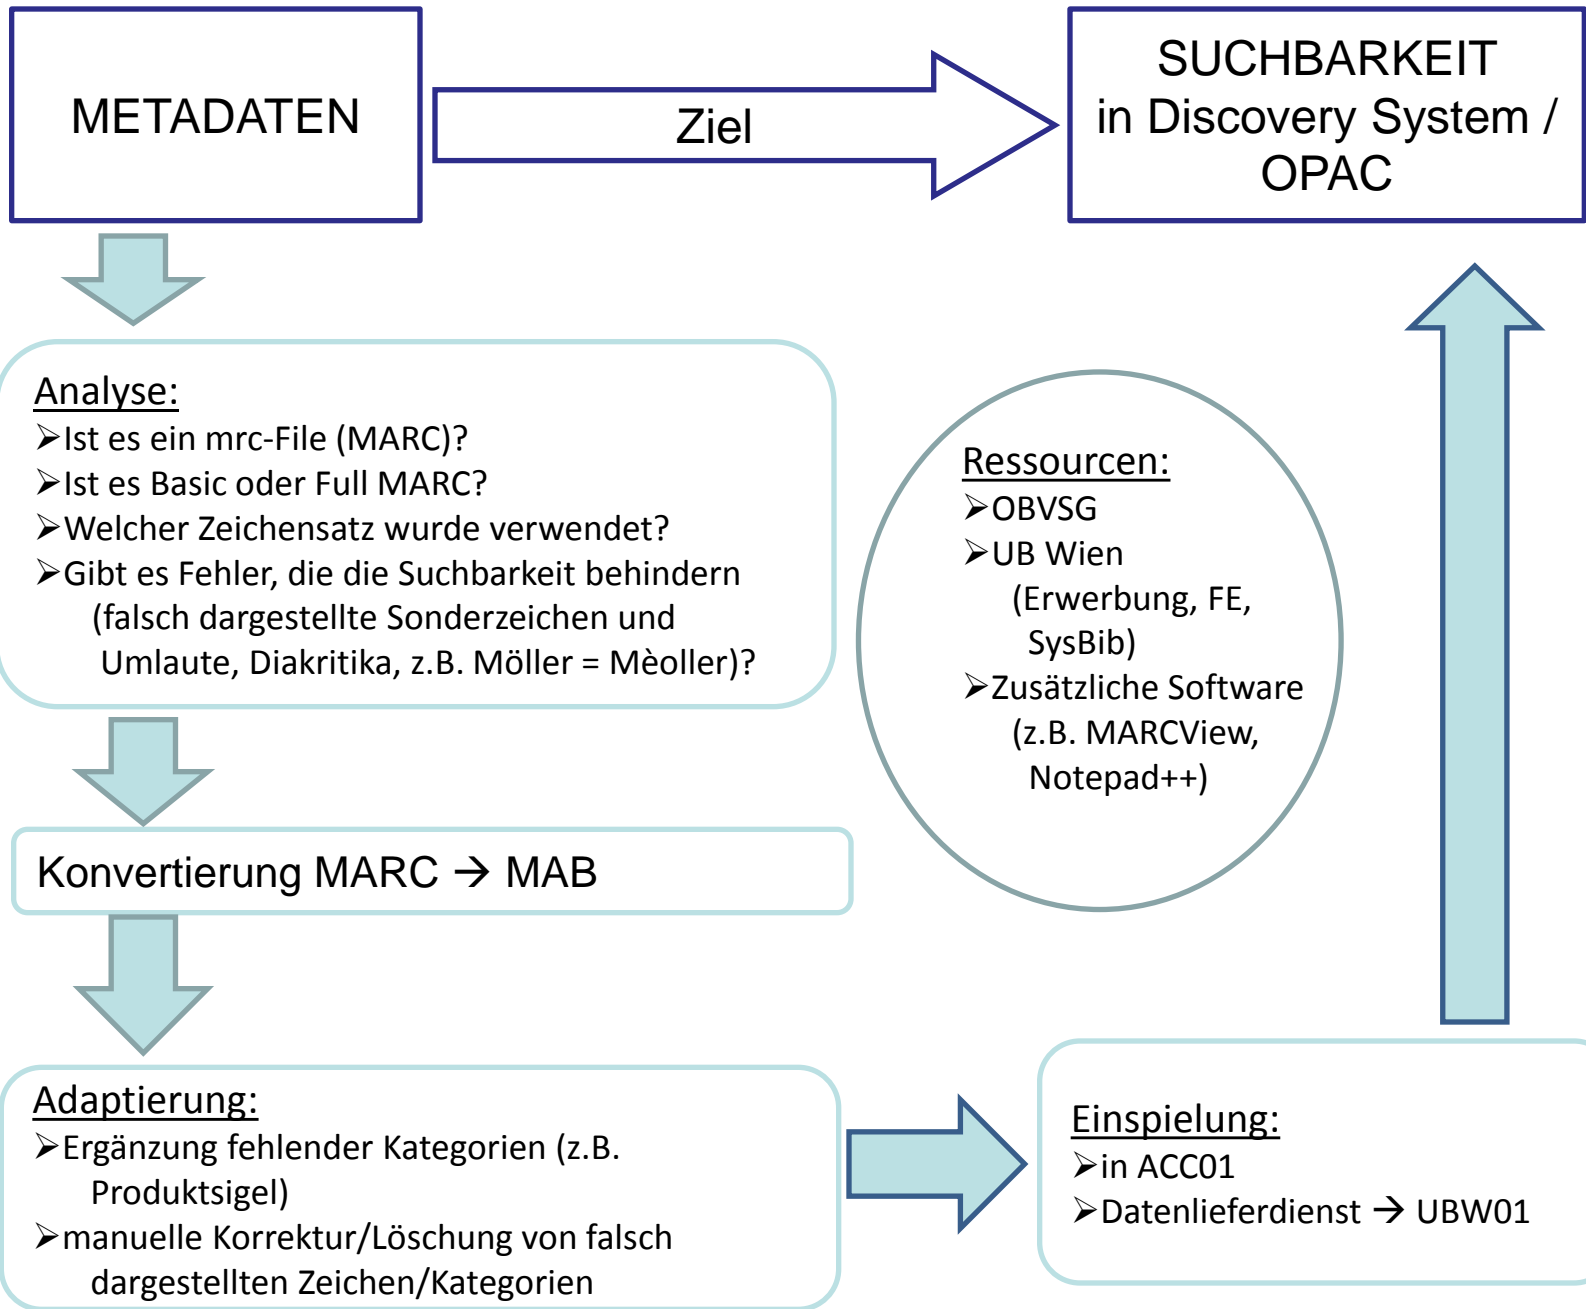 METADATEN
Ziel
SUCHBARKEIT
in Discovery System /
OPAC
Analyse:
➢Ist es ein mrc-File (MARC)?
➢Ist es Basic oder Full MARC?
➢Welcher Zeichensatz wurde verwendet?
➢Gibt es Fehler, die die Suchbarkeit behindern
(falsch dargestellte Sonderzeichen und
Umlaute, Diakritika, z.B. Möller = Mèoller)?
Ressourcen:
➢OBVSG
➢UB Wien
(Erwerbung, FE,
SysBib)
➢Zusätzliche Software
(z.B. MARCView,
Notepad++)
Konvertierung MARC → MAB
Adaptierung:
➢Ergänzung fehlender Kategorien (z.B.
Produktsigel)
➢manuelle Korrektur/Löschung von falsch
dargestellten Zeichen/Kategorien
Einspielung:
➢in ACC01
➢Datenlieferdienst → UBW01